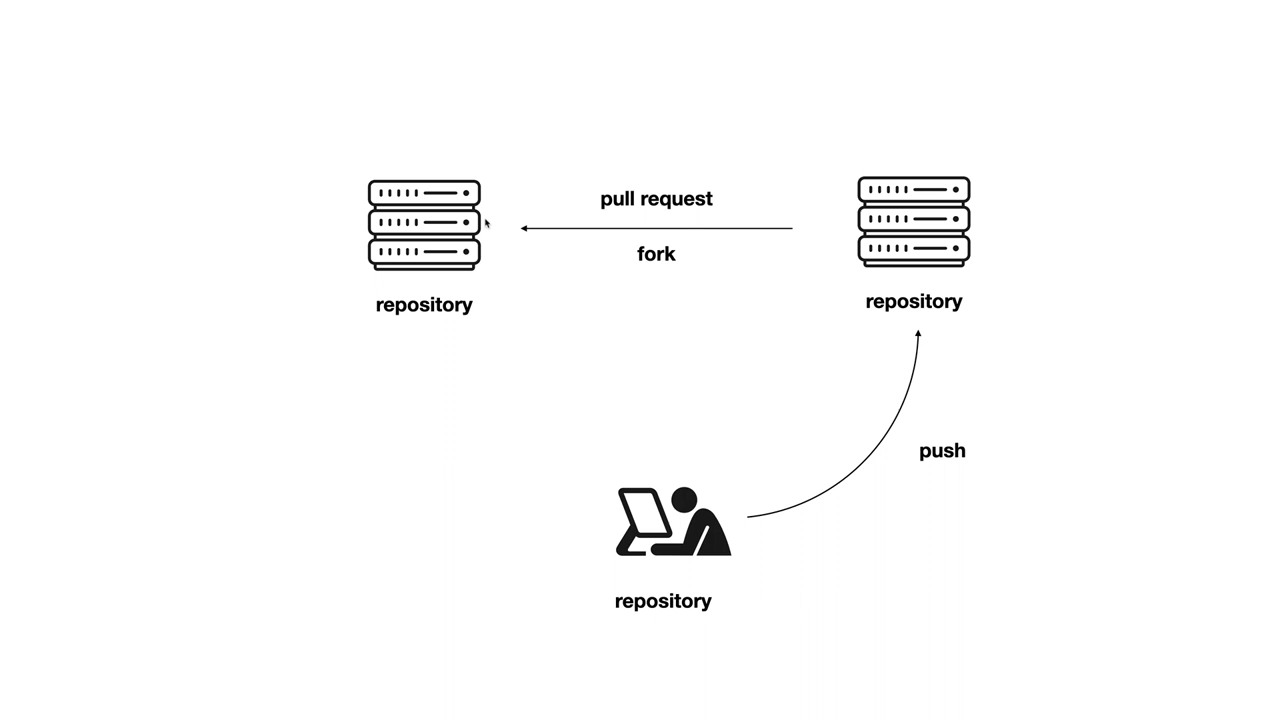 pull request
fork
repository
repository
push
repository